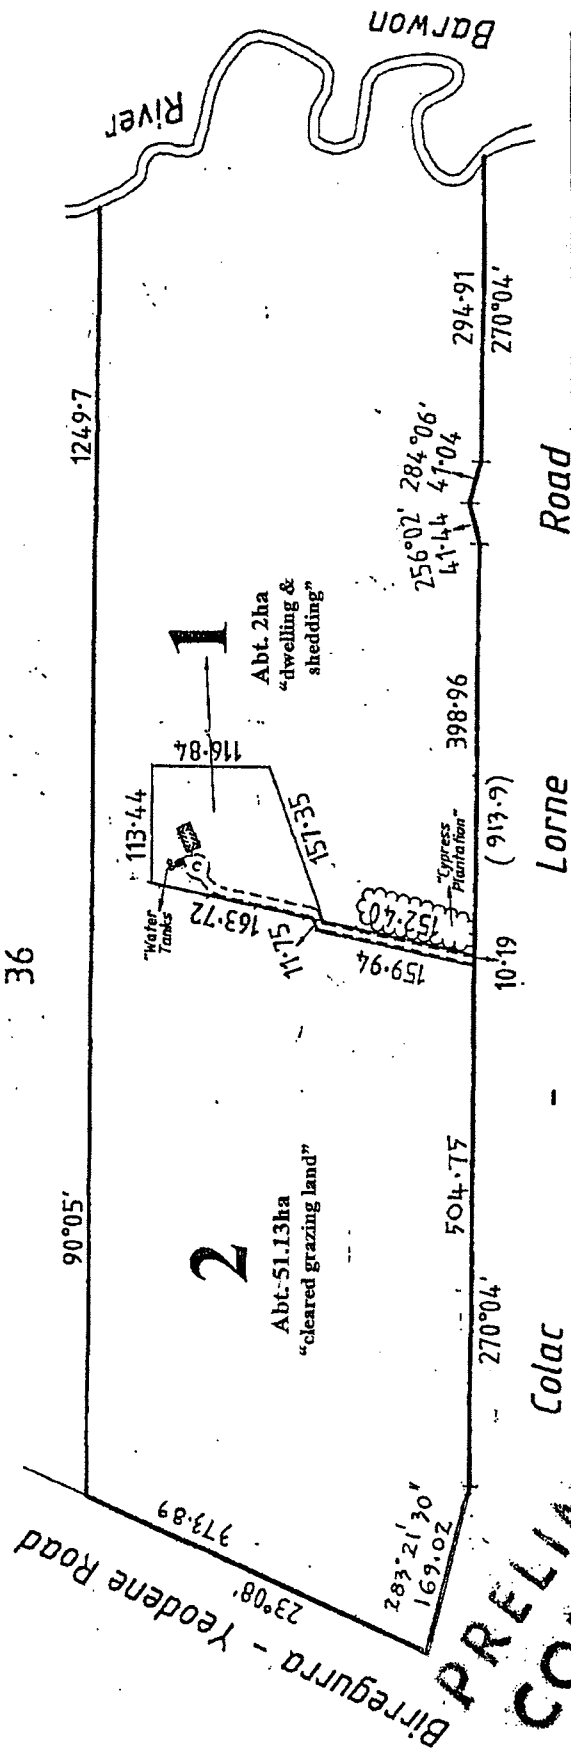 36
90°05'
1249·7
River
Barwon
Birregurra - Yeodene Road
23°08'
373·89
283°21'30"
169·02
2
Abt. 51.13ha
"cleared grazing land"
1
Abt. 2ha
"dwelling &
shedding"
"Water
Tanks
113·44
116·84
157·35
163·72
11·75
159·94
152·40
"Cypress
Plantation"
10·19
270°04'
504·75
(913·9)
398·96
256°02'
41·44
284°06'
41·04
294·91
270°04'
Colac - Lorne Road